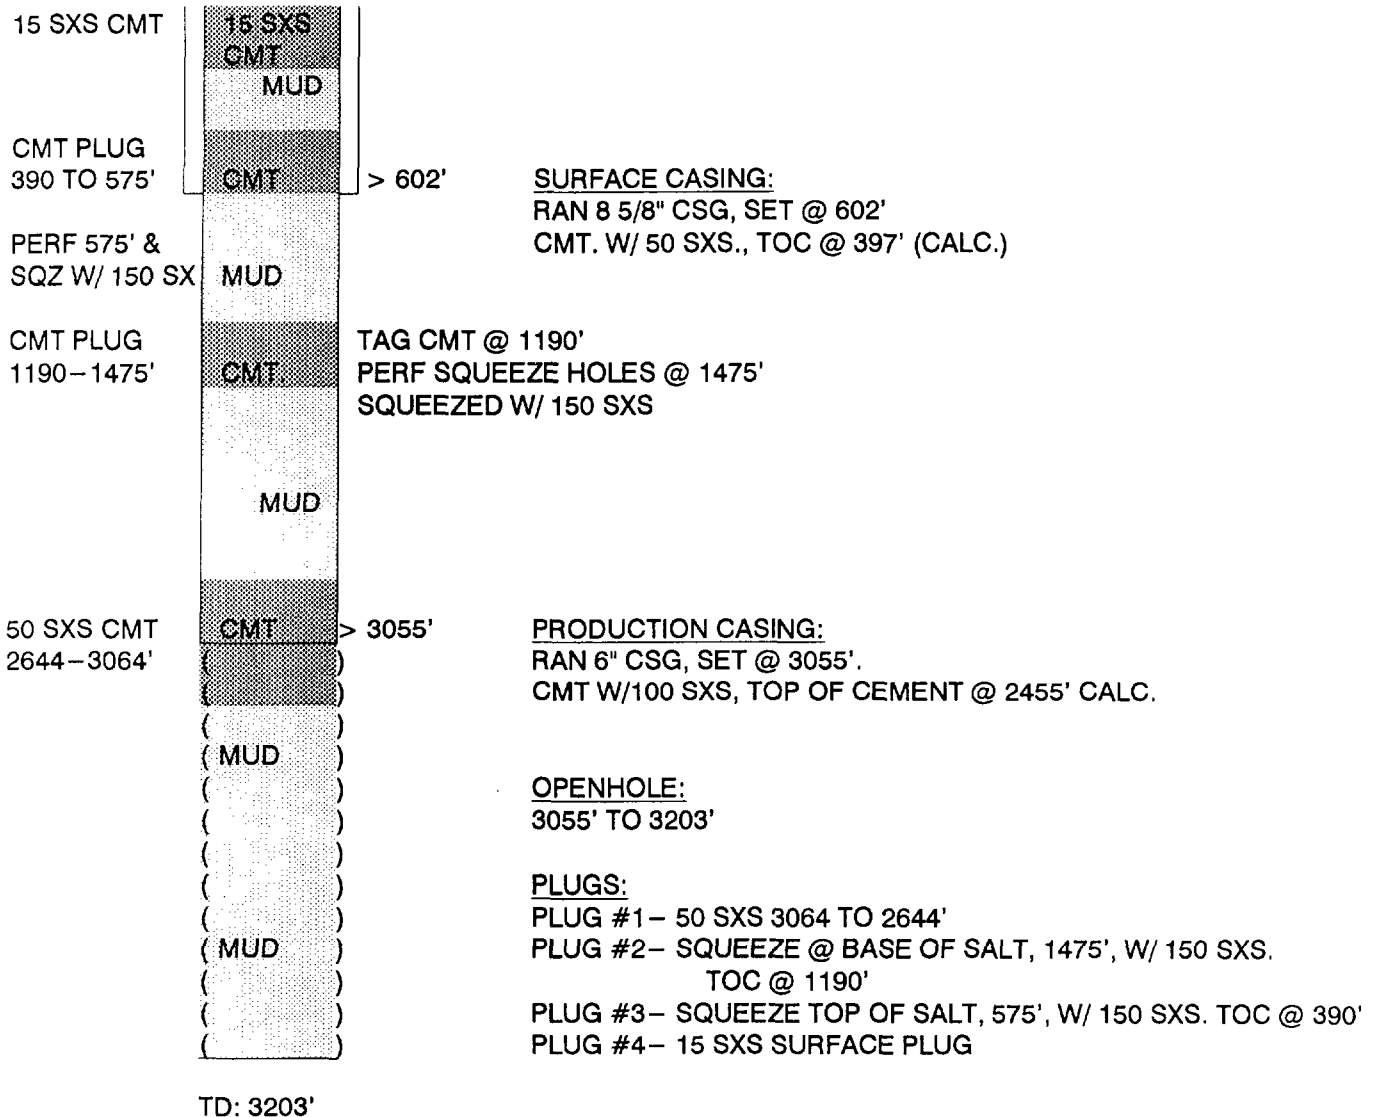 15 SXS CMT
15 SXS
CMT
MUD
CMT PLUG
390 TO 575'
CMT
> 602'
SURFACE CASING:
RAN 8 5/8" CSG, SET @ 602'
CMT. W/ 50 SXS., TOC @ 397' (CALC.)
PERF 575' &
SQZ W/ 150 SX
MUD
CMT PLUG
1190–1475'
CMT.
TAG CMT @ 1190'
PERF SQUEEZE HOLES @ 1475'
SQUEEZED W/ 150 SXS
MUD
50 SXS CMT
2644–3064'
CMT
> 3055'
PRODUCTION CASING:
RAN 6" CSG, SET @ 3055'.
CMT W/100 SXS, TOP OF CEMENT @ 2455' CALC.
MUD
OPENHOLE:
3055' TO 3203'
MUD
PLUGS:
PLUG #1– 50 SXS 3064 TO 2644'
PLUG #2– SQUEEZE @ BASE OF SALT, 1475', W/ 150 SXS.
TOC @ 1190'
PLUG #3– SQUEEZE TOP OF SALT, 575', W/ 150 SXS. TOC @ 390'
PLUG #4– 15 SXS SURFACE PLUG
TD: 3203'